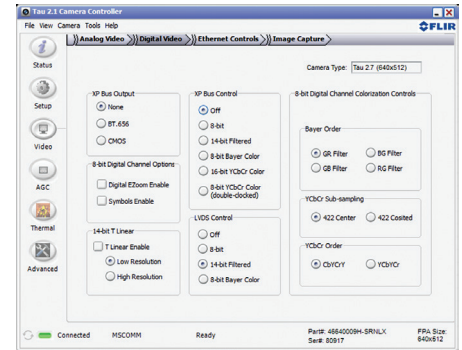 Tau 2.1 Camera Controller
File View Camera Tools Help
FLIR
Analog Video Digital Video Ethernet Controls Image Capture
Status
Setup
Video
AGC
Thermal
Advanced
Camera Type: Tau 2.7 (640x512)
XP Bus Output
None
BT.656
CMOS
8-bit Digital Channel Options
Digital EZoom Enable
Symbols Enable
14-bit T Linear
T Linear Enable
Low Resolution
High Resolution
XP Bus Control
Off
8-bit
14-bit Filtered
8-bit Bayer Color
16-bit YCbCr Color
8-bit YCbCr Color
(double-clocked)
LVDS Control
Off
8-bit
14-bit Filtered
8-bit Bayer Color
8-bit Digital Channel Colorization Controls
Bayer Order
GR Filter BG Filter
GB Filter RG Filter
YCbCr Sub-sampling
422 Center 422 Cosited
YCbCr Order
CbYCrY YCbYCr
Connected MSCOMM Ready
Part#: 46640009H-SRNLX
Ser#: 80917
FPA Size:
640x512